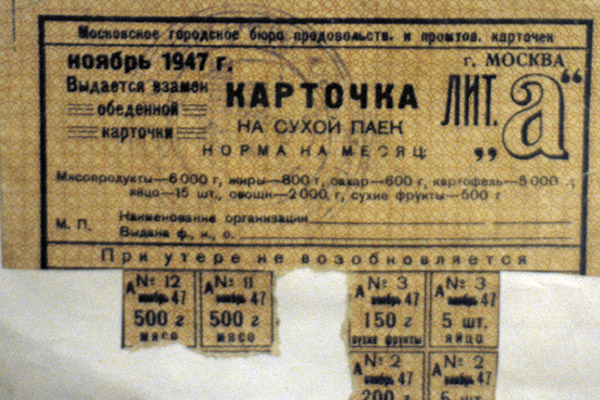 Московское городское бюро продовольств. и промтов. карточек
ноябрь 1947 г.
г. МОСКВА
Выдается взамен
обеденной
карточки
КАРТОЧКА
НА СУХОЙ ПАЕК
НОРМА НА МЕСЯЦ:
ЛИТ. „а“
Мясопродукты—6000 г, жиры—800 г, сахар—600 г, картофель—5000 г,
яйцо—15 шт., овощи—2000 г, сухие фрукты—500 г
М. П.
Наименование организации
Выдана ф., и., о.
При утере не возобновляется
А № 12
ноябрь 47
500 г
мясо
А № 11
ноябрь 47
500 г
мясо
А № 3
ноябрь 47
150 г
сухие фрукты
А № 3
ноябрь 47
5 шт.
яйцо
А № 2
ноябрь 47
200 г
А № 2
ноябрь 47
5 шт.